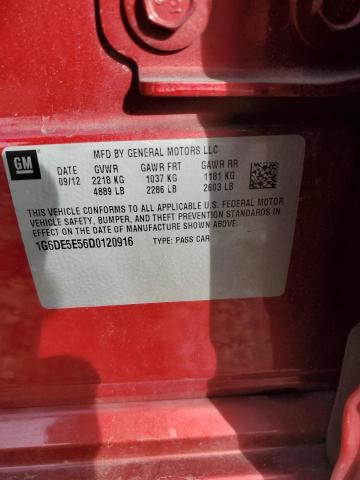 GM
MFD BY GENERAL MOTORS LLC
DATE GVWR GAWR FRT GAWR RR
09/12 2218 KG 1037 KG 1181 KG
4889 LB 2286 LB 2603 LB
THIS VEHICLE CONFORMS TO ALL APPLICABLE U.S. FEDERAL MOTOR
VEHICLE SAFETY, BUMPER, AND THEFT PREVENTION STANDARDS IN
EFFECT ON THE DATE OF MANUFACTURE SHOWN ABOVE.
1G6DE5E56D0120916 TYPE: PASS CAR